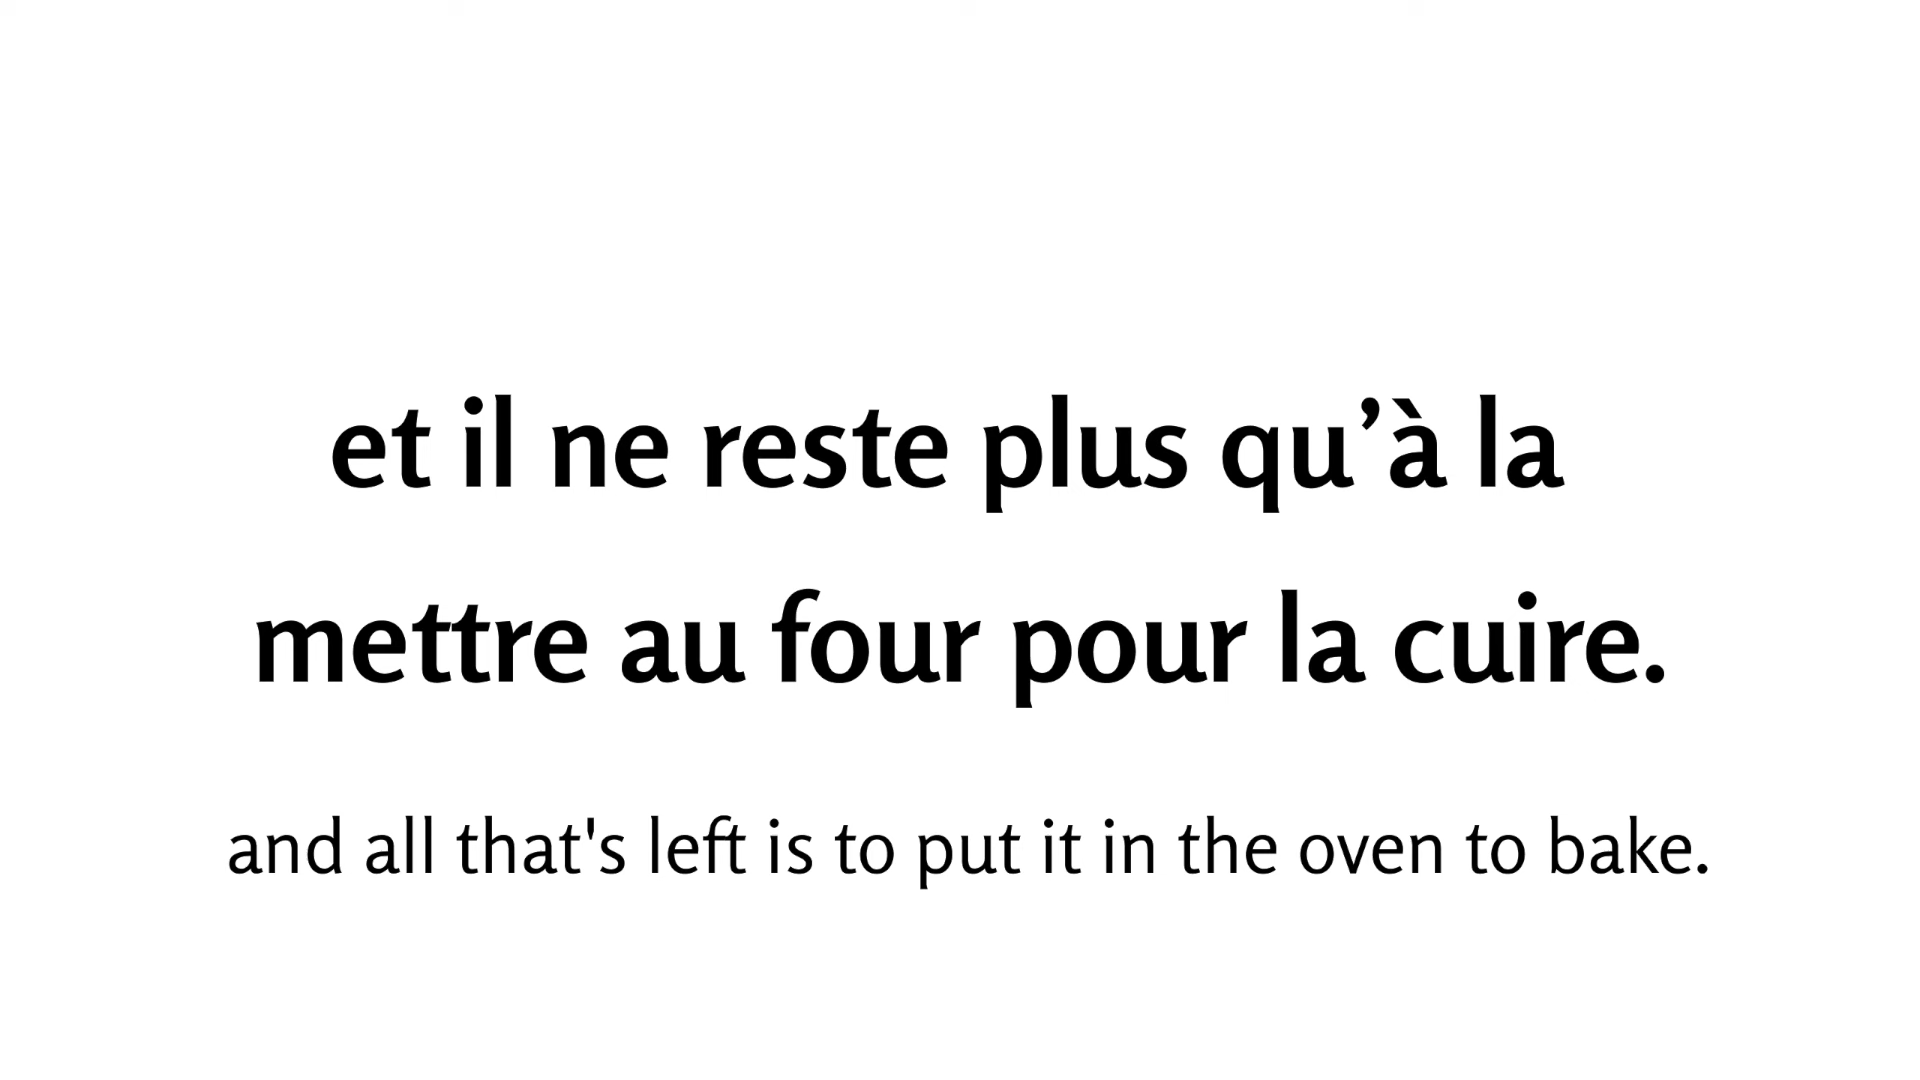 et il ne reste plus qu’à la
mettre au four pour la cuire.
and all that's left is to put it in the oven to bake.